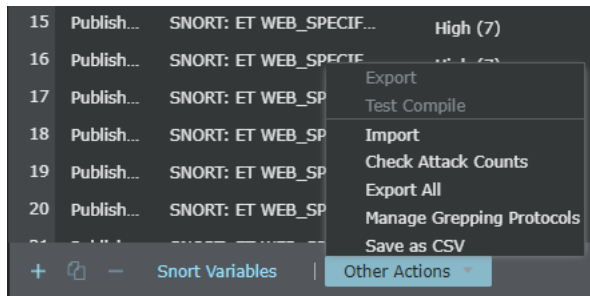 15 Publish... SNORT: ET WEB_SPECIF... High (7)
16 Publish... SNORT: ET WEB_SPECIF...
17 Publish... SNORT: ET WEB_SP
18 Publish... SNORT: ET WEB_SP
19 Publish... SNORT: ET WEB_SP
20 Publish... SNORT: ET WEB_SP
Export
Test Compile
Import
Check Attack Counts
Export All
Manage Grepping Protocols
Save as CSV
+ − Snort Variables | Other Actions